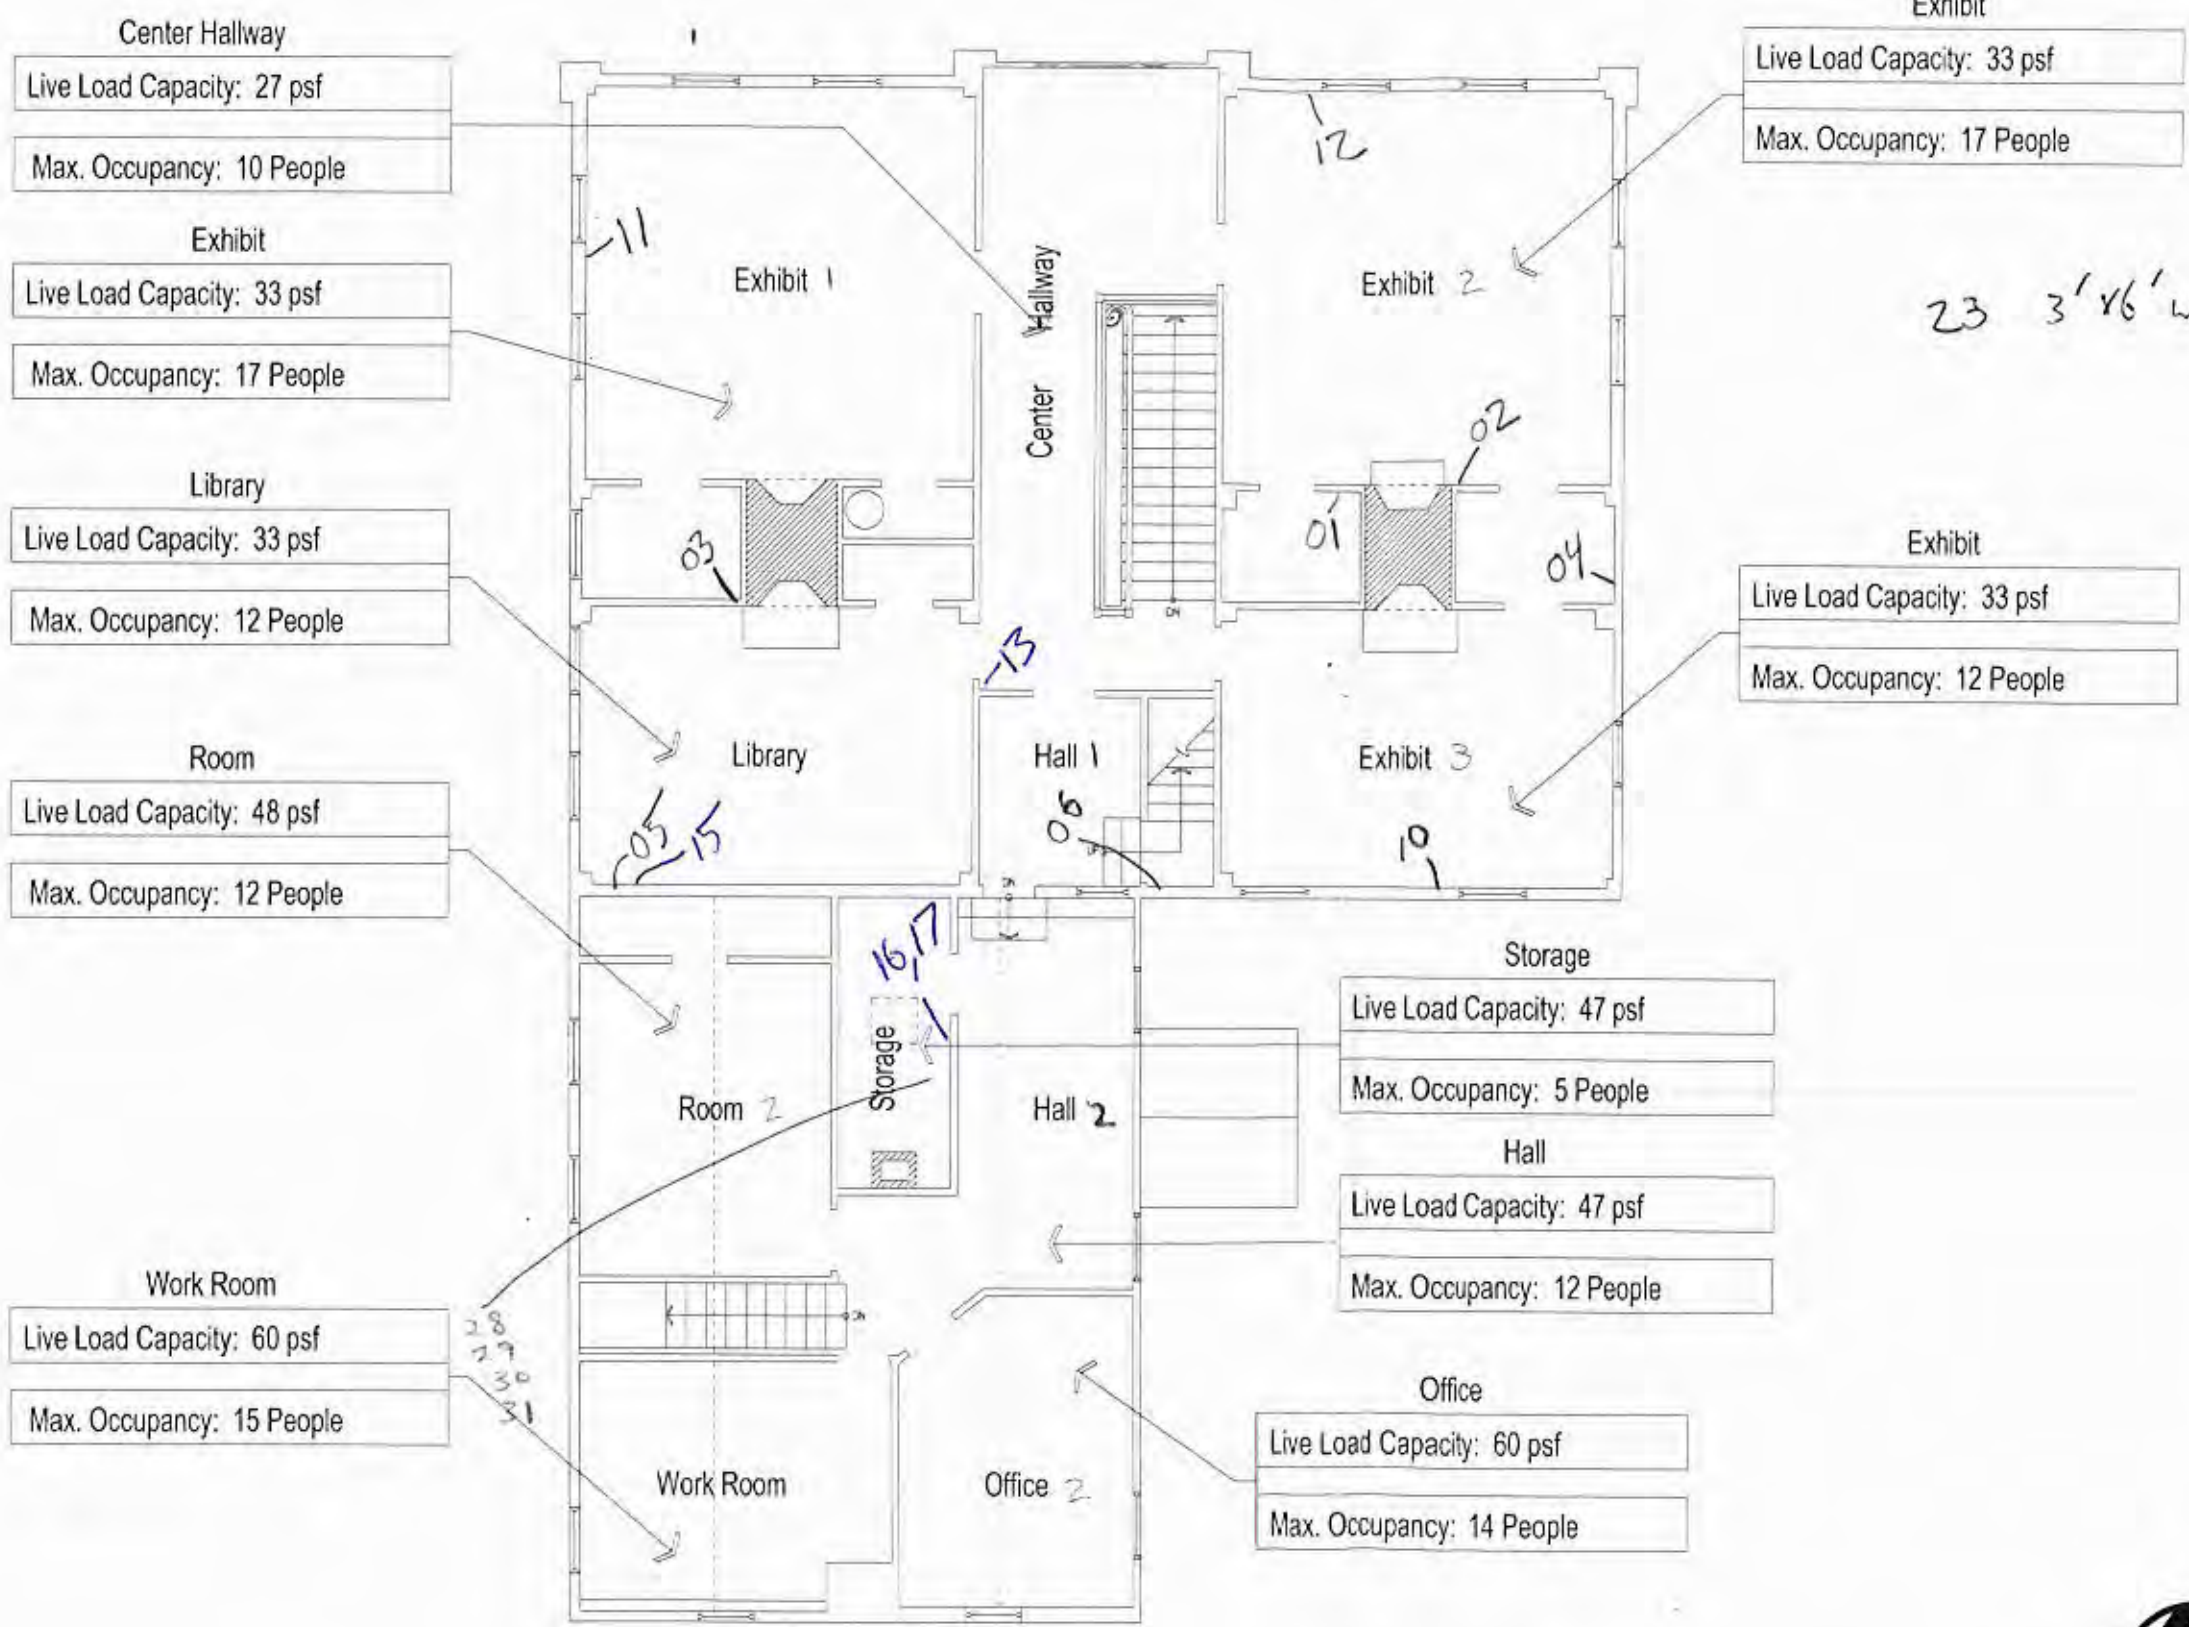 Center Hallway
Live Load Capacity: 27 psf
Max. Occupancy: 10 People
Exhibit
Live Load Capacity: 33 psf
Max. Occupancy: 17 People
Library
Live Load Capacity: 33 psf
Max. Occupancy: 12 People
Room
Live Load Capacity: 48 psf
Max. Occupancy: 12 People
Work Room
Live Load Capacity: 60 psf
Max. Occupancy: 15 People
12
11
Exhibit 1
Center Hallway
Exhibit 2
02
01
03
04
DN
13
Library
Hall 1
Exhibit 3
05
15
06
10
16,17
Storage
Room 2
Hall 2
DN
28
29
30
31
Work Room
Office 2
Exhibit
Live Load Capacity: 33 psf
Max. Occupancy: 17 People
23 3'x6'
Exhibit
Live Load Capacity: 33 psf
Max. Occupancy: 12 People
Storage
Live Load Capacity: 47 psf
Max. Occupancy: 5 People
Hall
Live Load Capacity: 47 psf
Max. Occupancy: 12 People
Office
Live Load Capacity: 60 psf
Max. Occupancy: 14 People